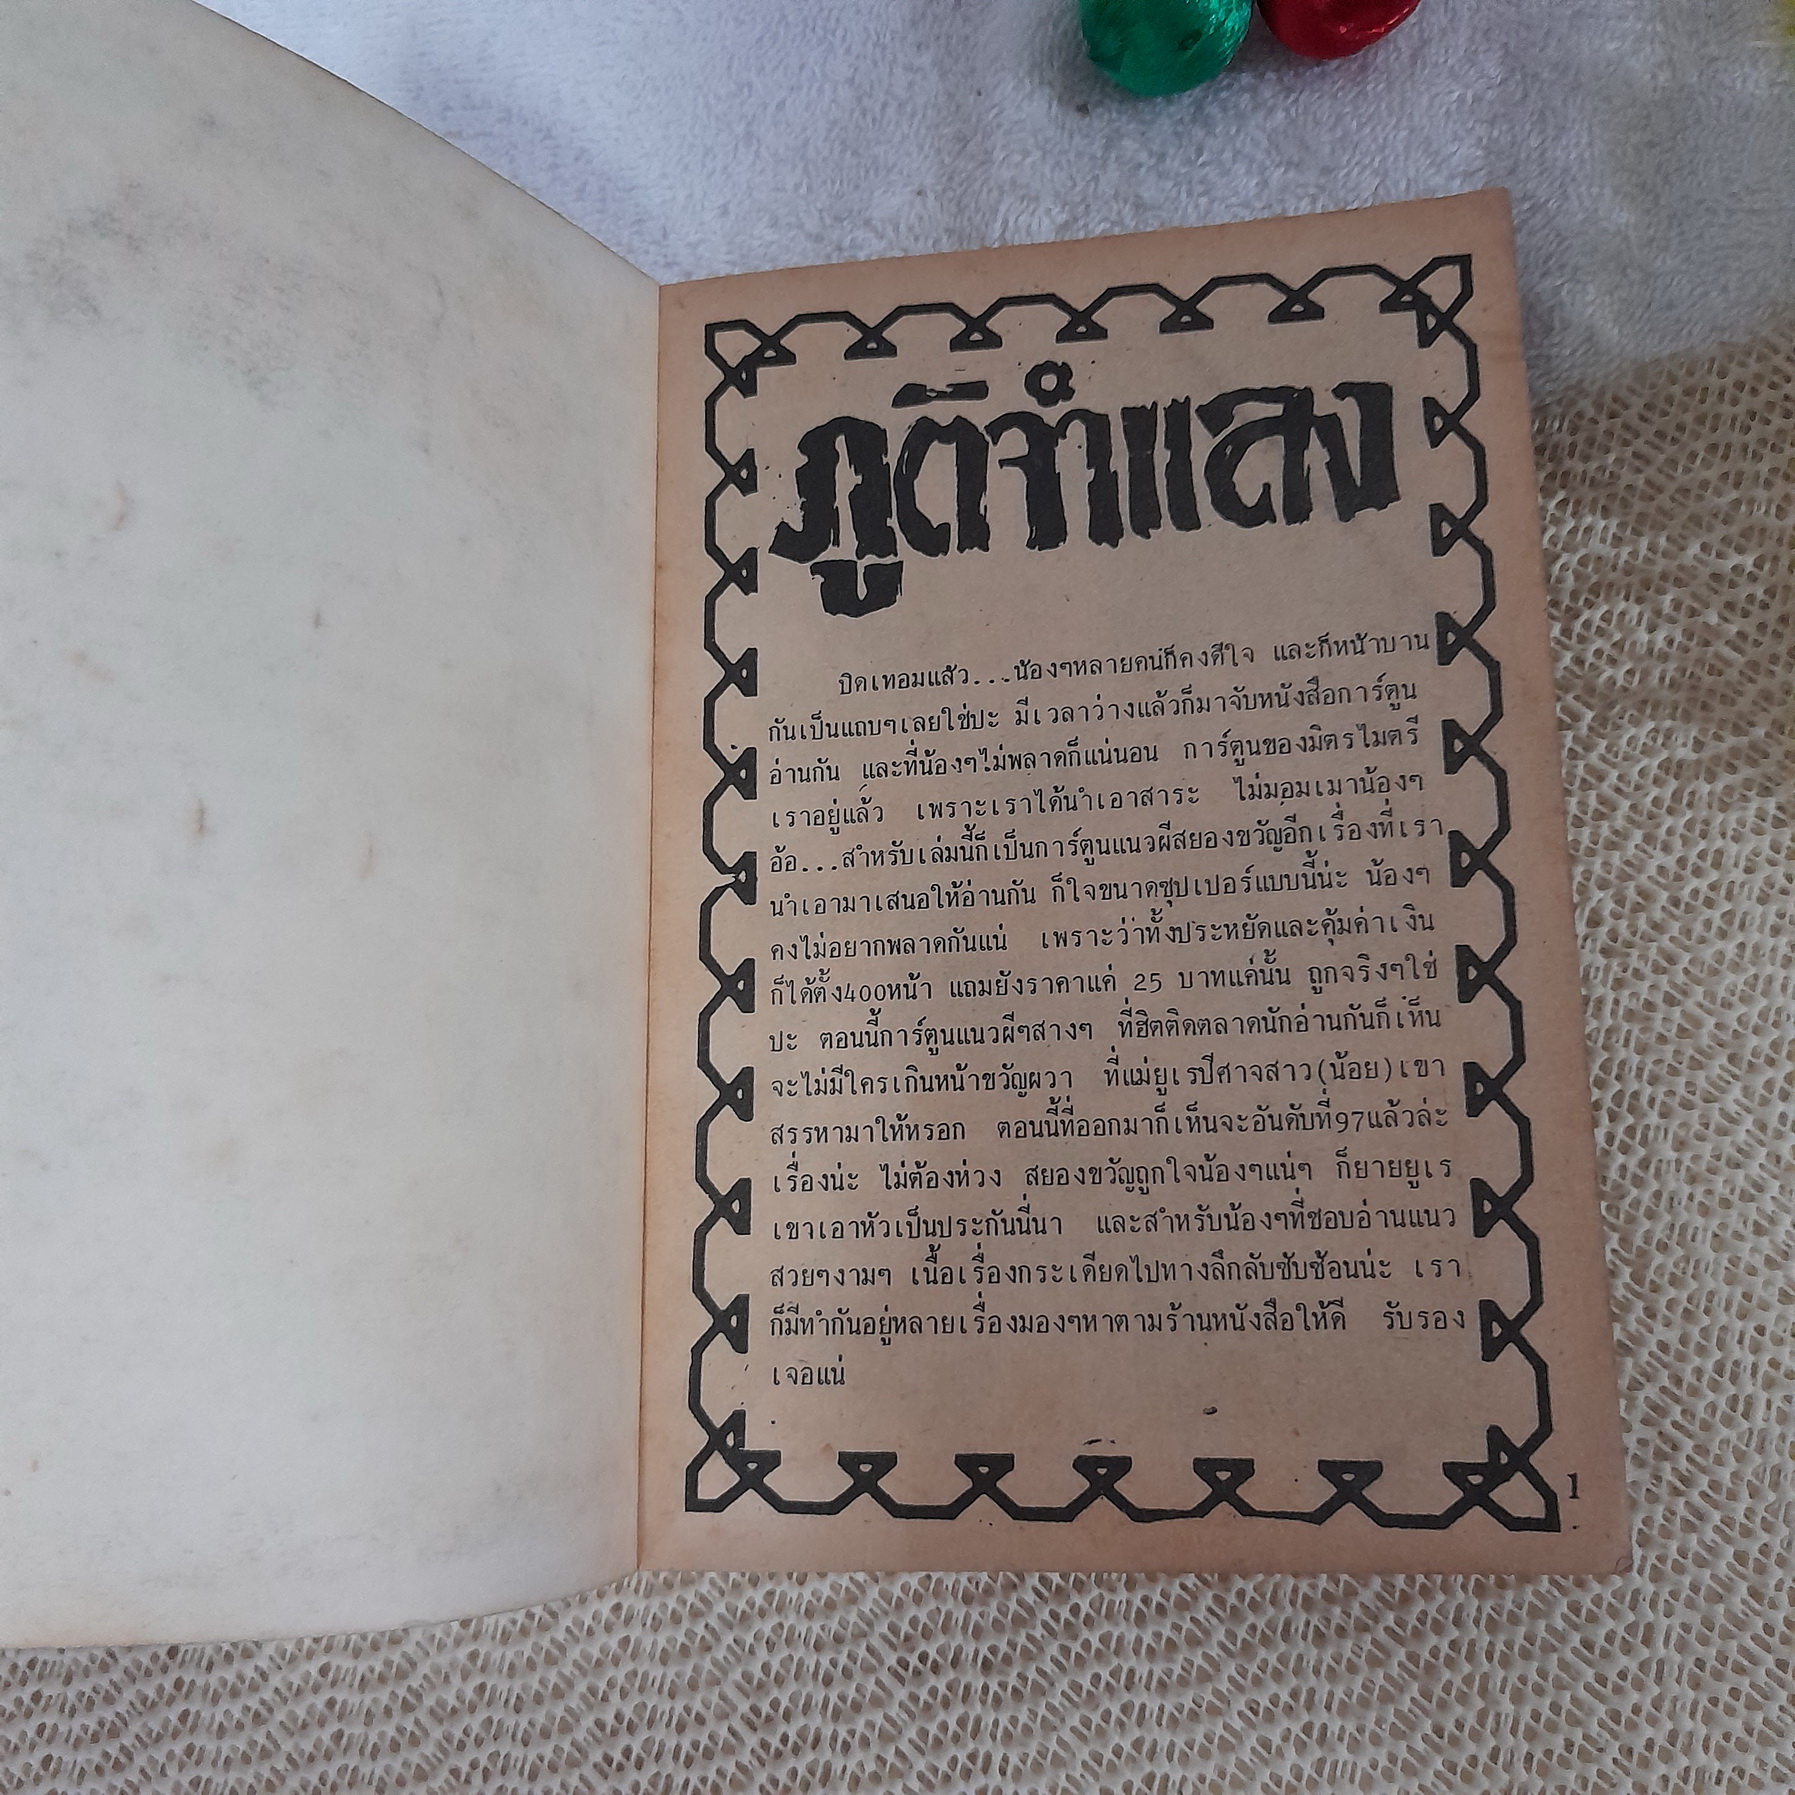 ภูติจำแลง
ปิดเทอมแล้ว...น้องๆหลายคนก็คงดีใจ และก็หน้าบาน
กันเป็นแถบๆเลยใช่ปะ มีเวลาว่างแล้วก็มาจับหนังสือการ์ตูน
อ่านกัน และที่น้องๆไม่พลาดก็แน่นอน การ์ตูนของมิตรไมตรี
เราอยู่แล้ว เพราะเราได้นำเอาสาระ ไม่มอมเมาน้องๆ
อ้อ...สำหรับเล่มนี้ก็เป็นการ์ตูนแนวผีสยองขวัญอีกเรื่องที่เรา
นำเอามาเสนอให้อ่านกัน ก็ใจขนาดซุปเปอร์แบบนี้น่ะ น้องๆ
คงไม่อยากพลาดกันแน่ เพราะว่าทั้งประหยัดและคุ้มค่าเงิน
ก็ได้ตั้ง400หน้า แถมยังราคาแค่ 25 บาทแค่นั้น ถูกจริงๆใช่
ปะ ตอนนี้การ์ตูนแนวผีๆสางๆ ที่ฮิตติดตลาดนักอ่านกันก็เห็น
จะไม่มีใครเกินหน้าขวัญผวา ที่แม่ยูเรปีศาจสาว(น้อย)เขา
สรรหามาให้หรอก ตอนนี้ที่ออกมาก็เห็นจะอันดับที่97แล้วล่ะ
เรื่องน่ะ ไม่ต้องห่วง สยองขวัญถูกใจน้องๆแน่ๆ ก็ยายยูเร
เขาเอาหัวเป็นประกันนี่นา และสำหรับน้องๆที่ชอบอ่านแนว
สวยๆงามๆ เนื้อเรื่องกระเดียดไปทางลึกลับซับซ้อนน่ะ เรา
ก็มีทำกันอยู่หลายเรื่องมองๆหาตามร้านหนังสือให้ดี รับรอง
เจอแน่
1